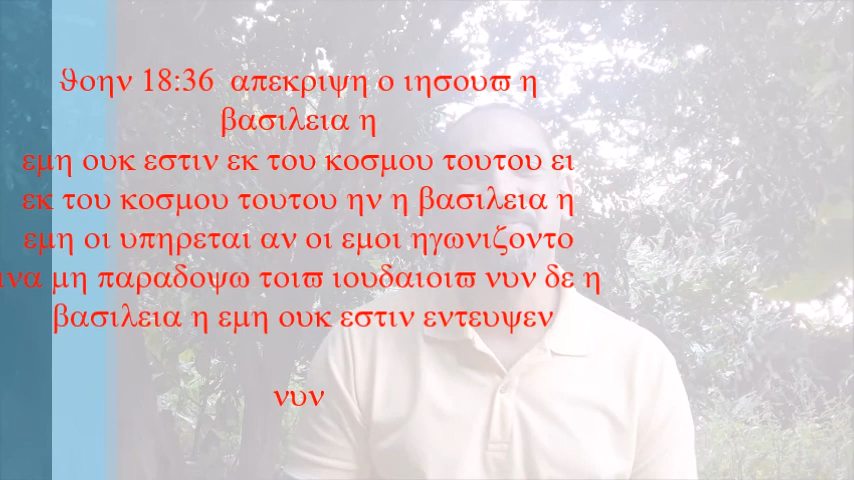 ϑοην 18:36 απεκριψη ο ιησουϖ η
βασιλεια η
εμη ουκ εστιν εκ του κοσμου τουτου ει
εκ του κοσμου τουτου ην η βασιλεια η
εμη οι υπηρεται αν οι εμοι ηγωνιζοντο
ινα μη παραδοψω τοιϖ ιουδαιοιϖ νυν δε η
βασιλεια η εμη ουκ εστιν εντευψεν
νυν